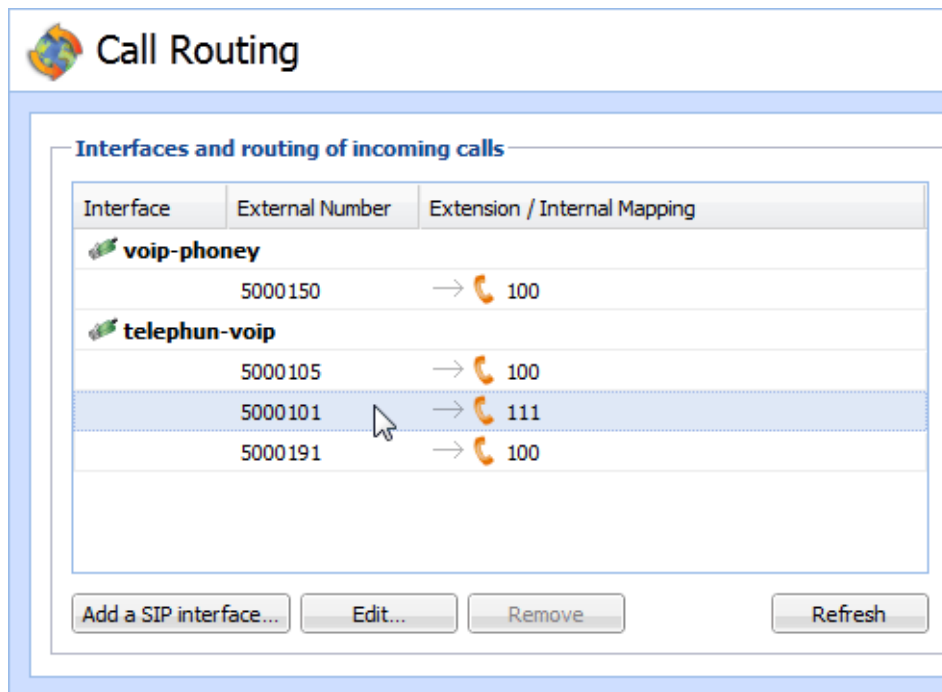 Call Routing
Interfaces and routing of incoming calls
Interface External Number Extension / Internal Mapping
voip-phoney
5000150 → 100
telephun-voip
5000105 → 100
5000101 → 111
5000191 → 100
Add a SIP interface... Edit... Remove Refresh